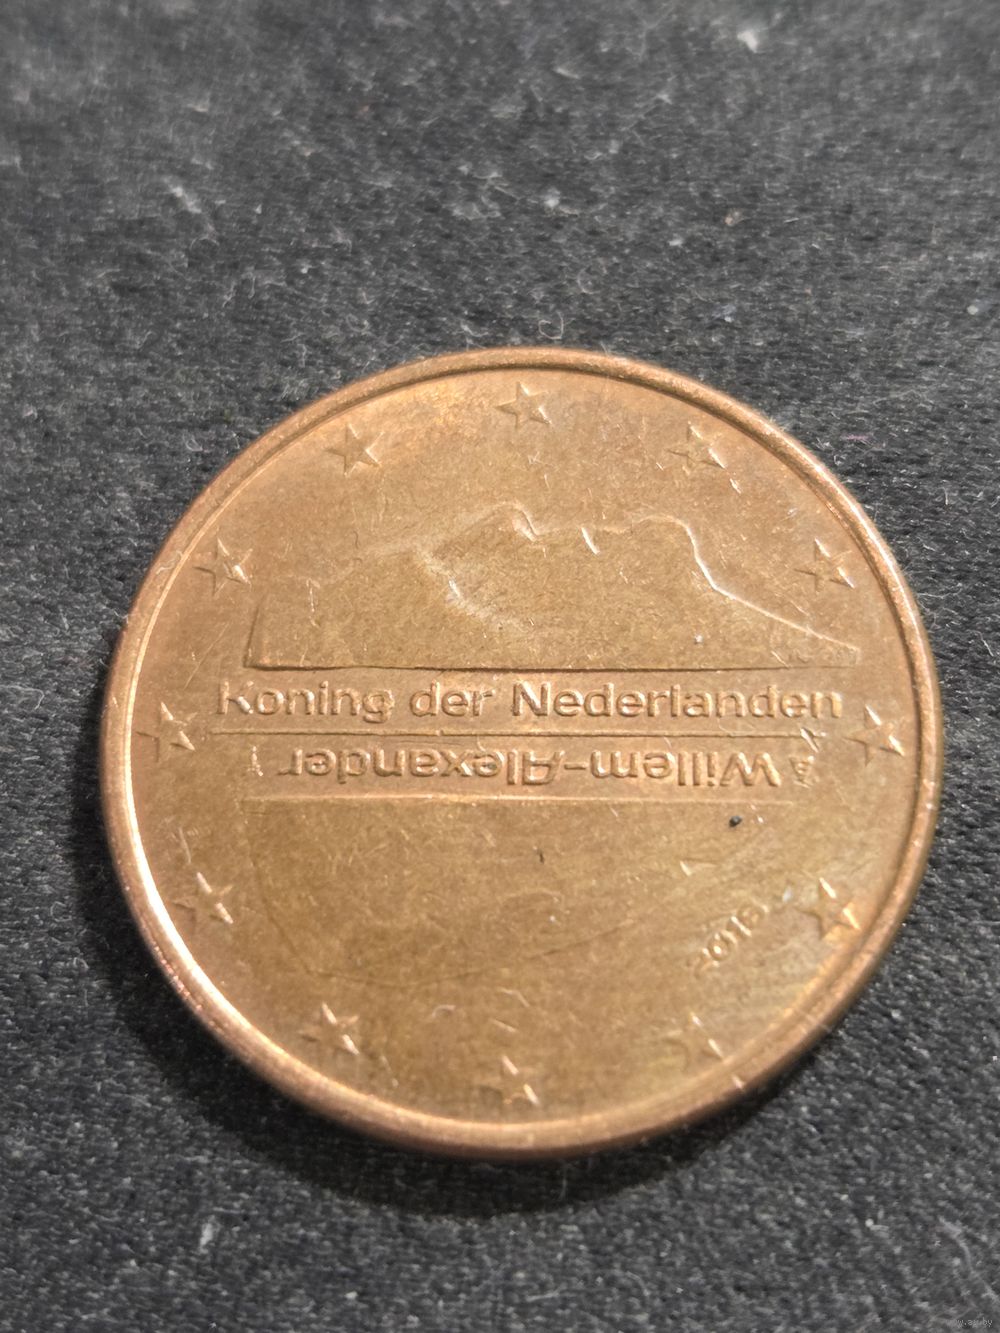 Koning der Nederlanden
Willem-Alexander